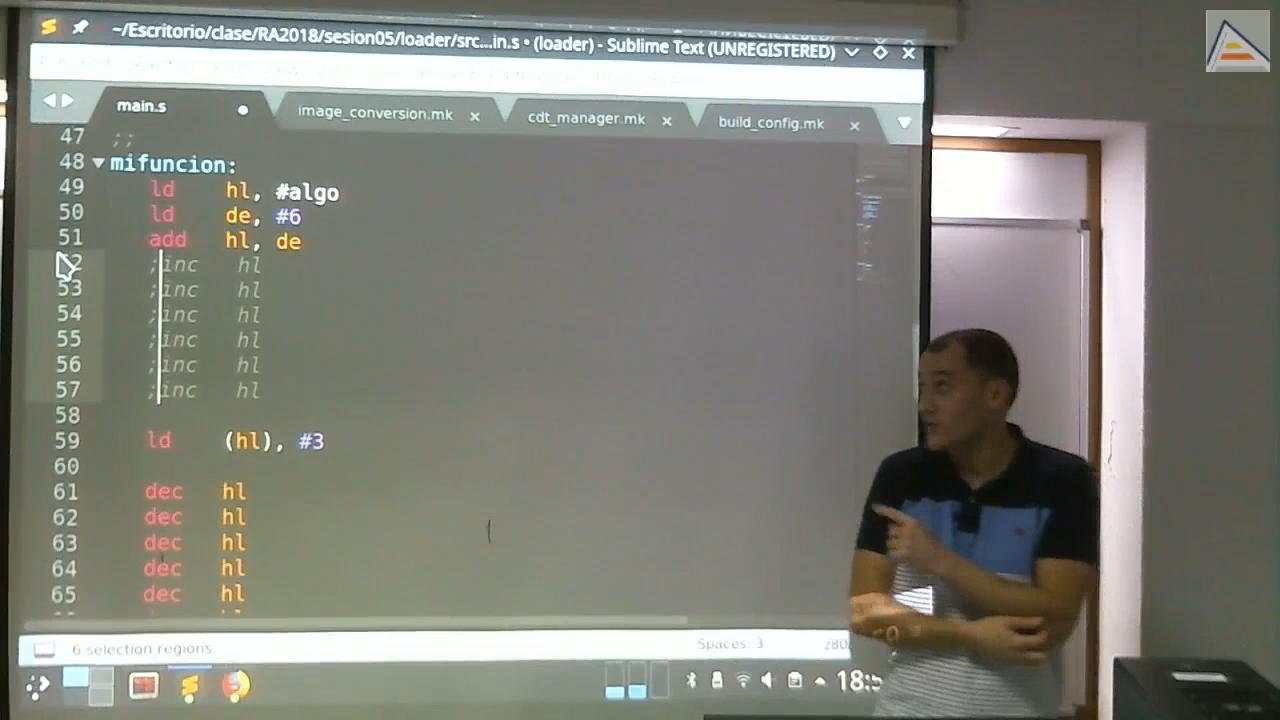 ~/Escritorio/clase/RA2018/sesion05/loader/src...in.s • (loader) - Sublime Text (UNREGISTERED)
main.s image_conversion.mk cdt_manager.mk build_config.mk
47 ;;
48 mifuncion:
49 ld hl, #algo
50 ld de, #6
51 add hl, de
;inc hl
53 ;inc hl
54 ;inc hl
55 ;inc hl
56 ;inc hl
57 ;inc hl
58
59 ld (hl), #3
60
61 dec hl
62 dec hl
63 dec hl
64 dec hl
65 dec hl
6 selection regions Spaces: 3